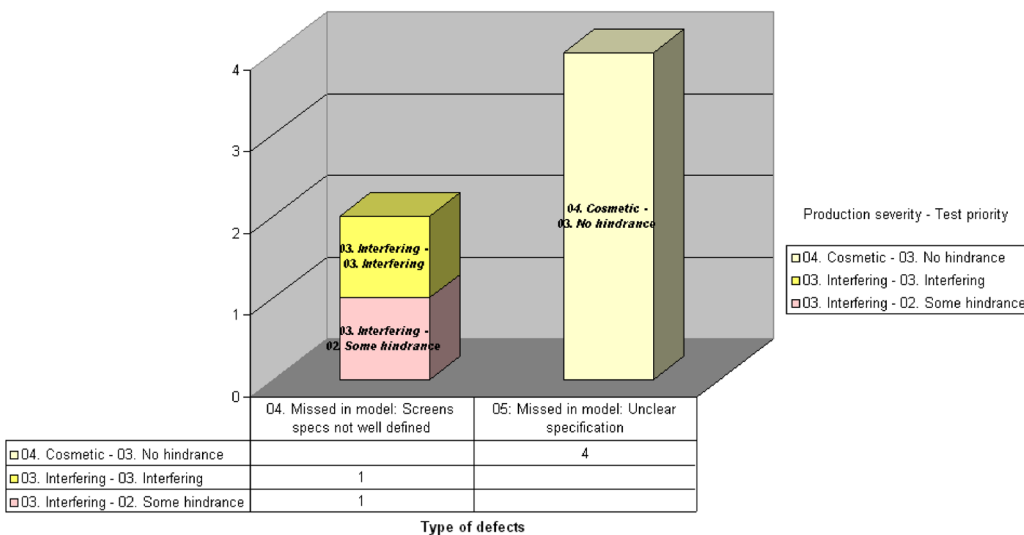 4
3
2
1
0
03. Interfering -
03. Interfering
03. Interfering -
02. Some hindrance
04. Cosmetic -
03. No hindrance
Production severity - Test priority
04. Cosmetic - 03. No hindrance
03. Interfering - 03. Interfering
03. Interfering - 02. Some hindrance
04. Missed in model: Screens
specs not well defined
05: Missed in model: Unclear
specification
04. Cosmetic - 03. No hindrance 4
03. Interfering - 03. Interfering 1
03. Interfering - 02. Some hindrance 1
Type of defects